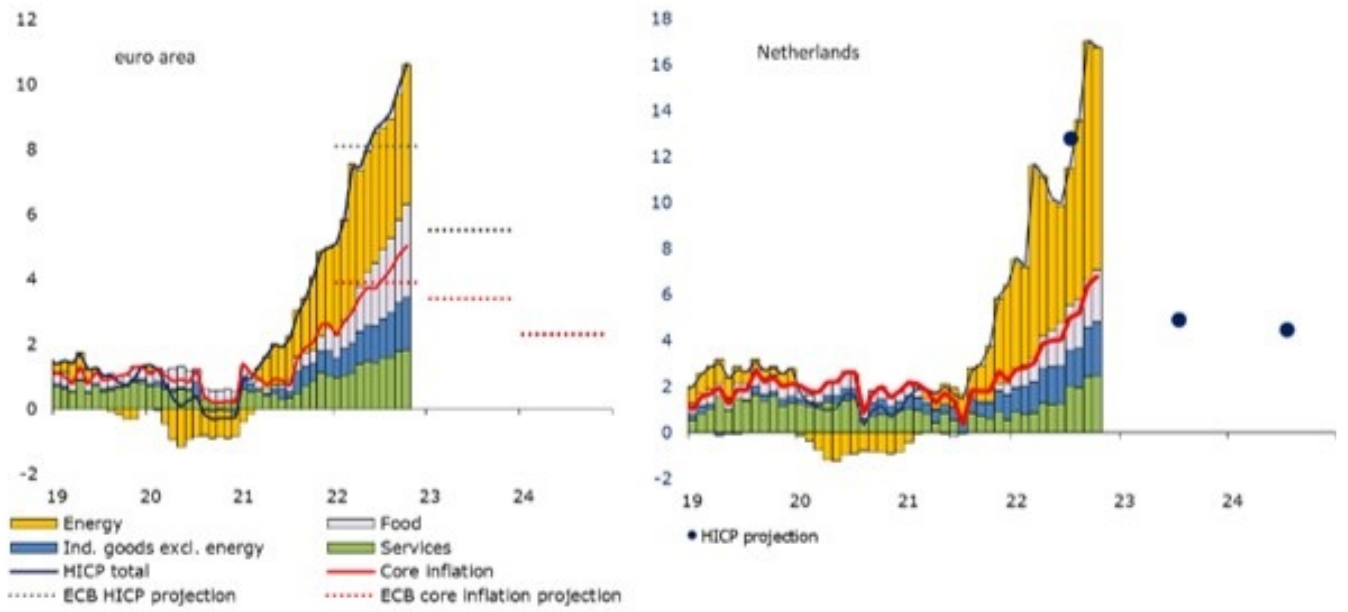 euro area
12
10
8
6
4
2
0
-2
19 20 21 22 23 24
Energy
Food
Ind. goods excl. energy
Services
HICP total
Core inflation
ECB HICP projection
ECB core inflation projection
Netherlands
18
16
14
12
10
8
6
4
2
0
-2
19 20 21 22 23 24
HICP projection